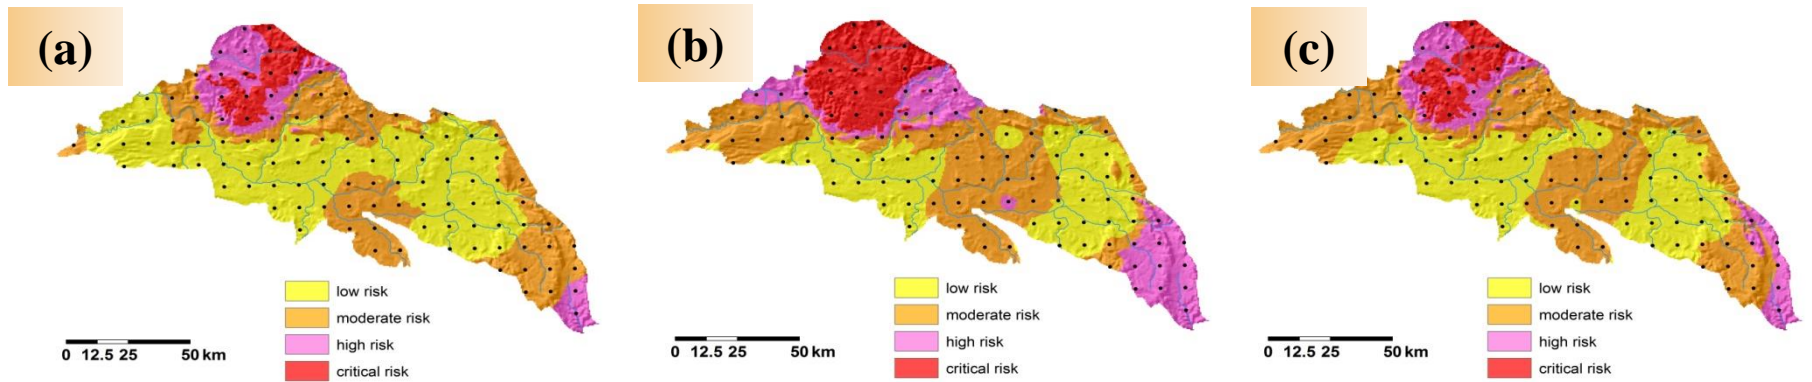 (a)
low risk
moderate risk
high risk
critical risk
0 12.5 25 50 km
(b)
low risk
moderate risk
high risk
critical risk
0 12.5 25 50 km
(c)
low risk
moderate risk
high risk
critical risk
0 12.5 25 50 km